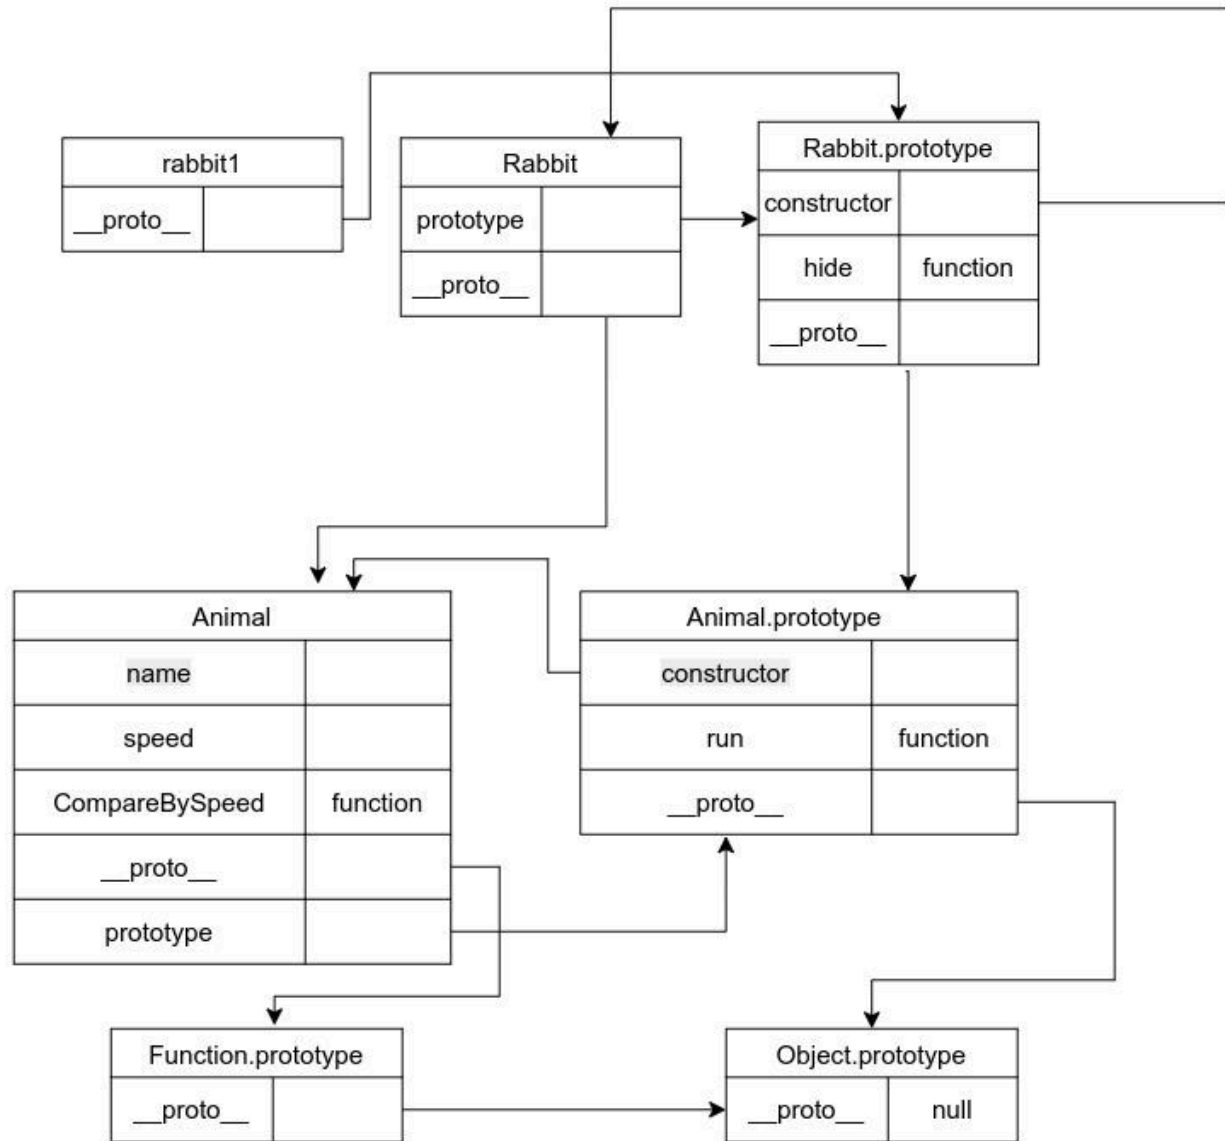 rabbit1
__proto__
Rabbit
prototype
__proto__
Rabbit.prototype
constructor
hide function
__proto__
Animal
name
speed
CompareBySpeed function
__proto__
prototype
Animal.prototype
constructor
run function
__proto__
Function.prototype
__proto__
Object.prototype
__proto__ null